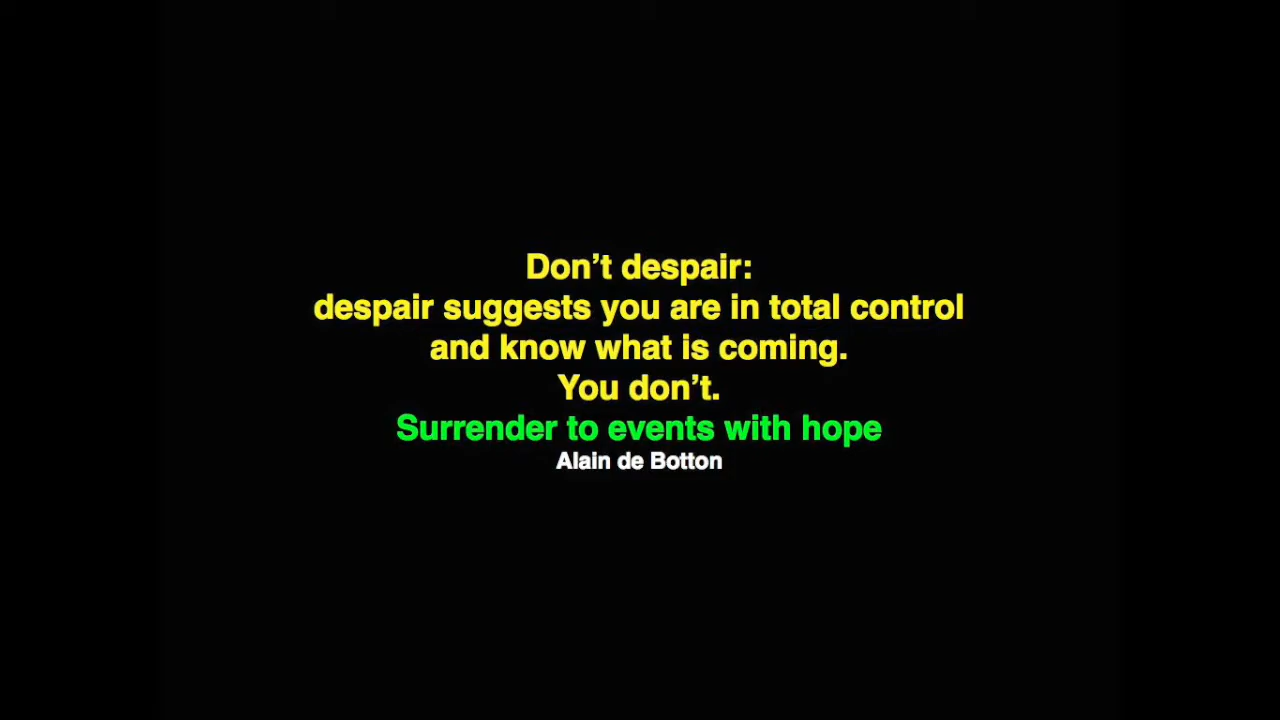 Don’t despair:
despair suggests you are in total control
and know what is coming.
You don’t.
Surrender to events with hope
Alain de Botton